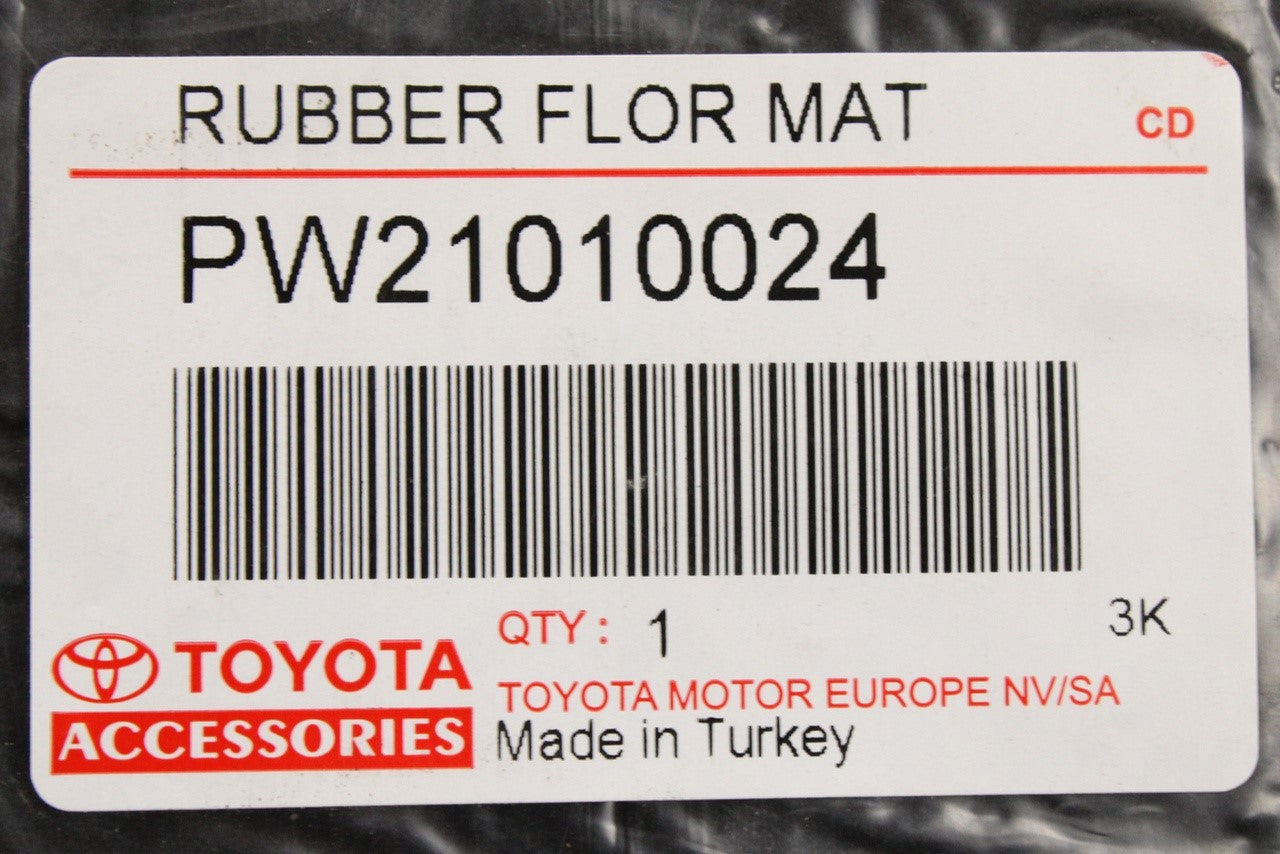 RUBBER FLOR MAT
CD
PW21010024
QTY: 1
3K
TOYOTA
ACCESSORIES
TOYOTA MOTOR EUROPE NV/SA
Made in Turkey